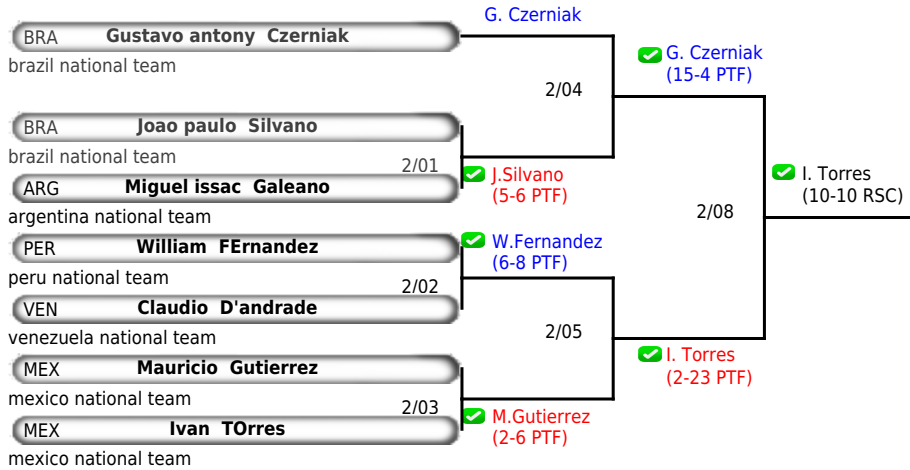 G. Czerniak
BRA Gustavo antony Czerniak
brazil national team
G. Czerniak
(15-4 PTF)
2/04
BRA Joao paulo Silvano
brazil national team
2/01
J.Silvano
(5-6 PTF)
ARG Miguel issac Galeano
argentina national team
I. Torres
(10-10 RSC)
2/08
PER William FErnandez
peru national team
W.Fernandez
(6-8 PTF)
2/02
VEN Claudio D'andrade
venezuela national team
2/05
MEX Mauricio Gutierrez
mexico national team
I. Torres
(2-23 PTF)
2/03
MEX Ivan TOrres
mexico national team
M.Gutierrez
(2-6 PTF)